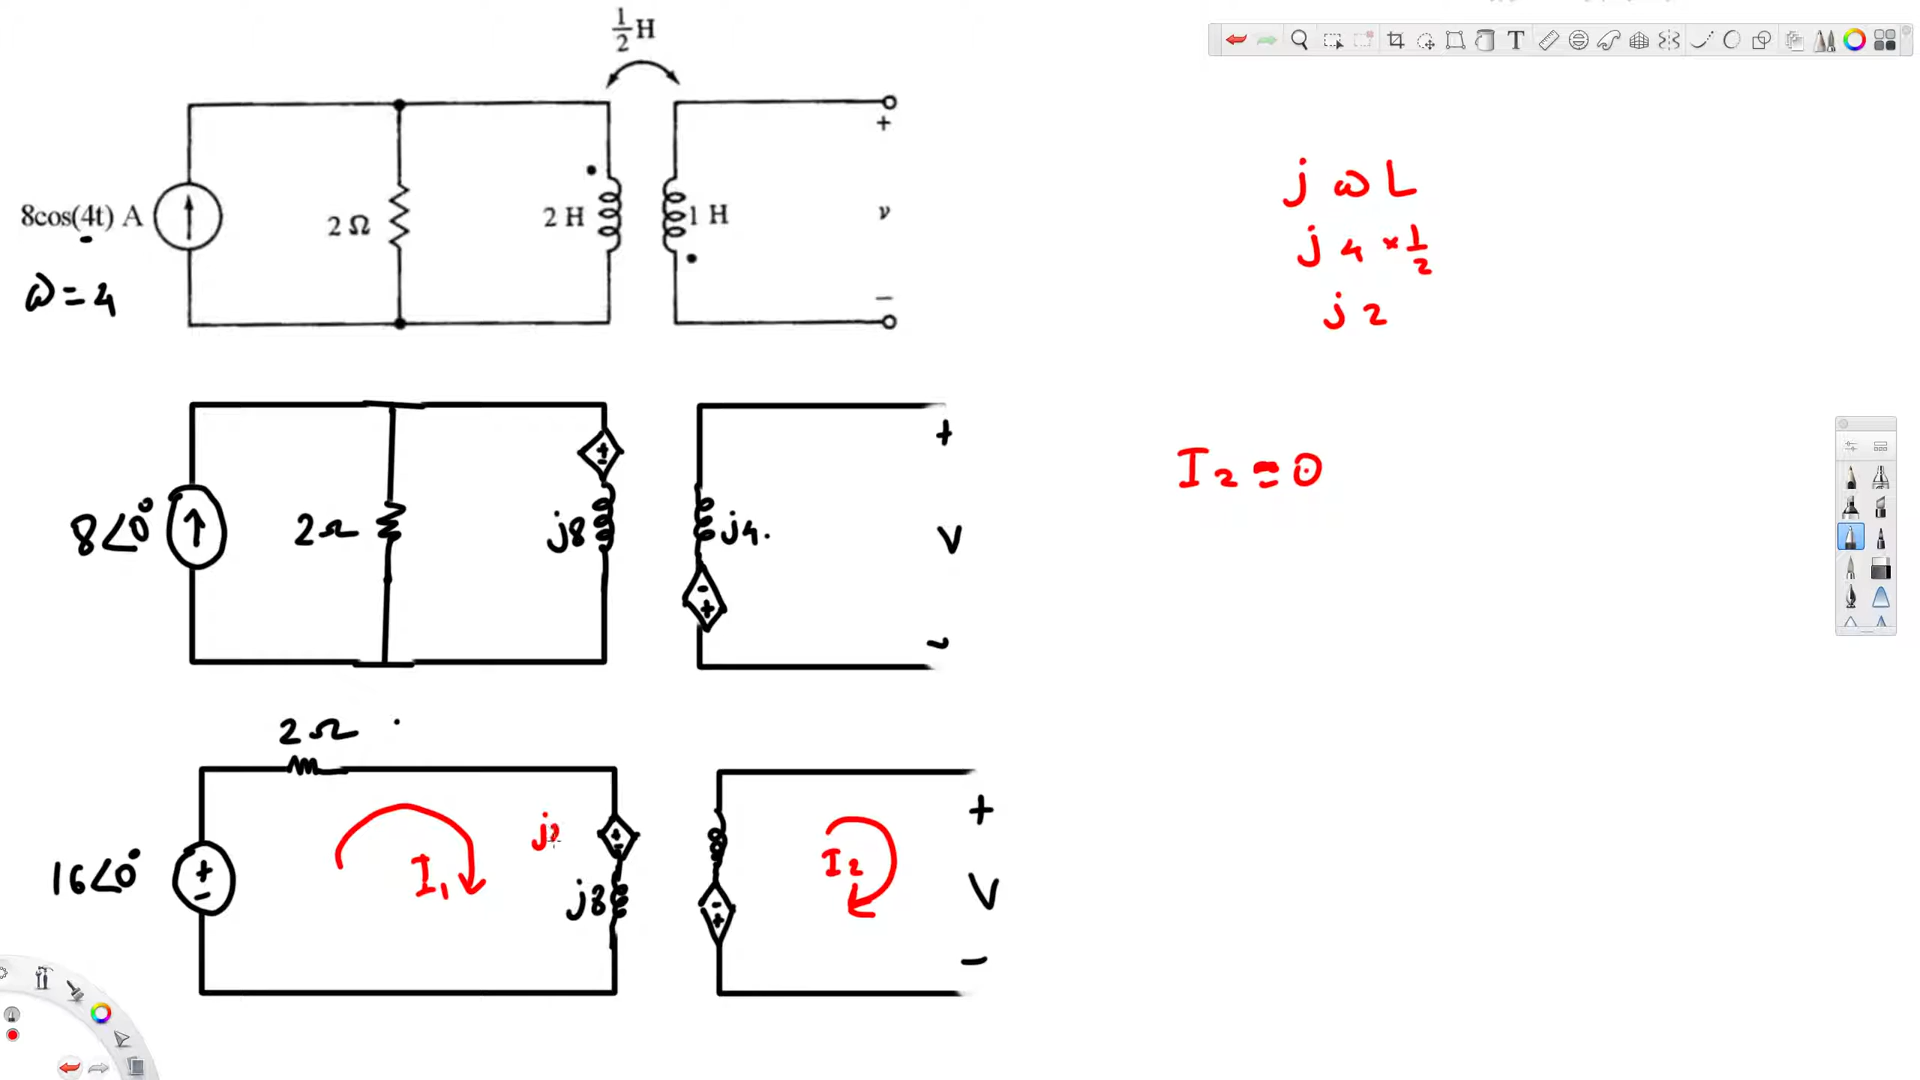 1/2 H
+
8cos(4t) A
2 Ω
2 H
1 H
v
ω = 4
−
j ω L
j 4 × 1/2
j 2
+
+
-
8∠0°
2Ω
j8
j4.
V
-
+
-
I2 = 0
2Ω
16∠0°
+
-
I1
j2
+
-
j8
-
+
I2
+
V
-
T